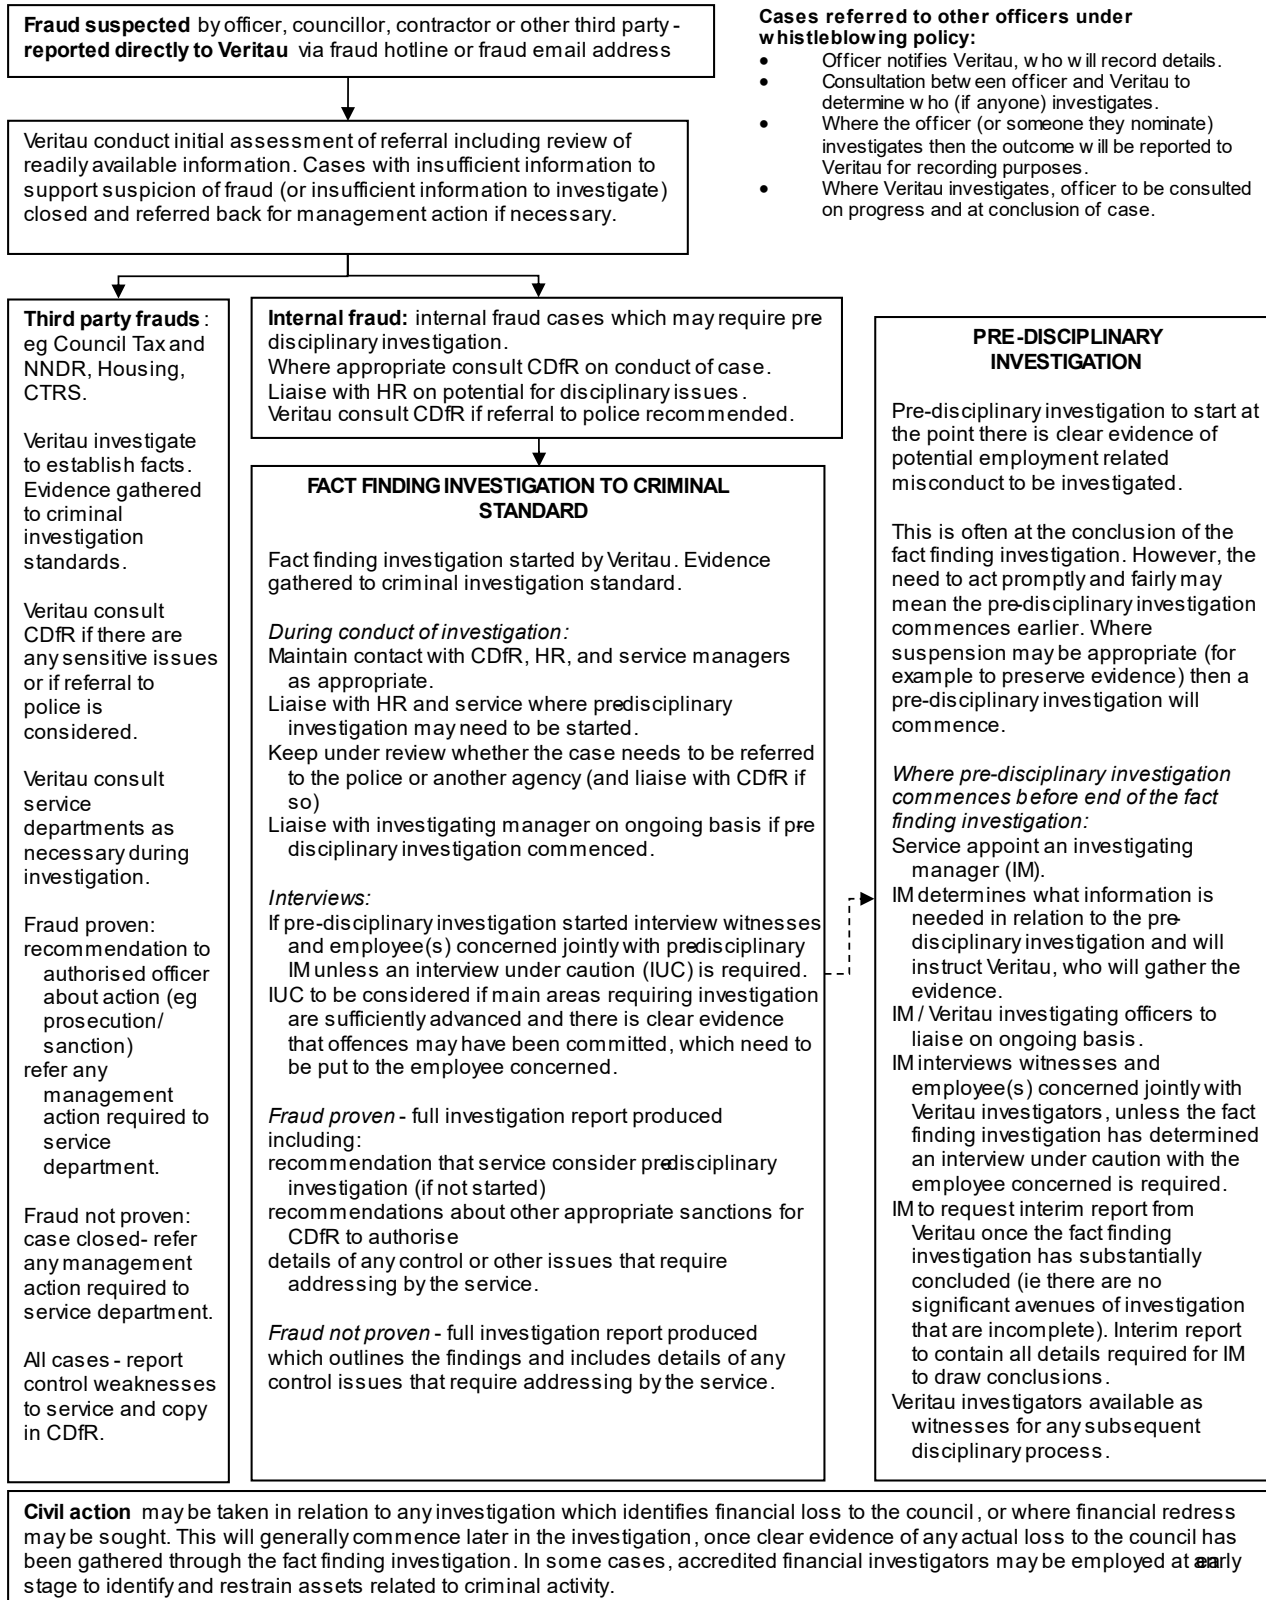 Fraud suspected by officer, councillor, contractor or other third party -
reported directly to Veritau via fraud hotline or fraud email address
Cases referred to other officers under
whistleblowing policy:
• Officer notifies Veritau, who will record details.
• Consultation between officer and Veritau to
determine who (if anyone) investigates.
• Where the officer (or someone they nominate)
investigates then the outcome will be reported to
Veritau for recording purposes.
• Where Veritau investigates, officer to be consulted
on progress and at conclusion of case.
Veritau conduct initial assessment of referral including review of
readily available information. Cases with insufficient information to
support suspicion of fraud (or insufficient information to investigate)
closed and referred back for management action if necessary.
Third party frauds:
eg Council Tax and
NNDR, Housing,
CTRS.
Veritau investigate
to establish facts.
Evidence gathered
to criminal
investigation
standards.
Veritau consult
CDfR if there are
any sensitive issues
or if referral to
police is
considered.
Veritau consult
service
departments as
necessary during
investigation.
Fraud proven:
recommendation to
authorised officer
about action (eg
prosecution/
sanction)
refer any
management
action required to
service
department.
Fraud not proven:
case closed- refer
any management
action required to
service department.
All cases - report
control weaknesses
to service and copy
in CDfR.
Internal fraud: internal fraud cases which may require pre-
disciplinary investigation.
Where appropriate consult CDfR on conduct of case.
Liaise with HR on potential for disciplinary issues.
Veritau consult CDfR if referral to police recommended.
FACT FINDING INVESTIGATION TO CRIMINAL
STANDARD
Fact finding investigation started by Veritau. Evidence
gathered to criminal investigation standard.
During conduct of investigation:
Maintain contact with CDfR, HR, and service managers
as appropriate.
Liaise with HR and service where pre-disciplinary
investigation may need to be started.
Keep under review whether the case needs to be referred
to the police or another agency (and liaise with CDfR if
so)
Liaise with investigating manager on ongoing basis if pre-
disciplinary investigation commenced.
Interviews:
If pre-disciplinary investigation started interview witnesses
and employee(s) concerned jointly with pre-disciplinary
IM unless an interview under caution (IUC) is required.
IUC to be considered if main areas requiring investigation
are sufficiently advanced and there is clear evidence
that offences may have been committed, which need to
be put to the employee concerned.
Fraud proven - full investigation report produced
including:
recommendation that service consider pre-disciplinary
investigation (if not started)
recommendations about other appropriate sanctions for
CDfR to authorise
details of any control or other issues that require
addressing by the service.
Fraud not proven - full investigation report produced
which outlines the findings and includes details of any
control issues that require addressing by the service.
PRE-DISCIPLINARY
INVESTIGATION
Pre-disciplinary investigation to start at
the point there is clear evidence of
potential employment related
misconduct to be investigated.
This is often at the conclusion of the
fact finding investigation. However, the
need to act promptly and fairly may
mean the pre-disciplinary investigation
commences earlier. Where
suspension may be appropriate (for
example to preserve evidence) then a
pre-disciplinary investigation will
commence.
Where pre-disciplinary investigation
commences before end of the fact
finding investigation:
Service appoint an investigating
manager (IM).
IM determines what information is
needed in relation to the pre-
disciplinary investigation and will
instruct Veritau, who will gather the
evidence.
IM / Veritau investigating officers to
liaise on ongoing basis.
IM interviews witnesses and
employee(s) concerned jointly with
Veritau investigators, unless the fact
finding investigation has determined
an interview under caution with the
employee concerned is required.
IM to request interim report from
Veritau once the fact finding
investigation has substantially
concluded (ie there are no
significant avenues of investigation
that are incomplete). Interim report
to contain all details required for IM
to draw conclusions.
Veritau investigators available as
witnesses for any subsequent
disciplinary process.
Civil action may be taken in relation to any investigation which identifies financial loss to the council, or where financial redress
may be sought. This will generally commence later in the investigation, once clear evidence of any actual loss to the council has
been gathered through the fact finding investigation. In some cases, accredited financial investigators may be employed at an early
stage to identify and restrain assets related to criminal activity.